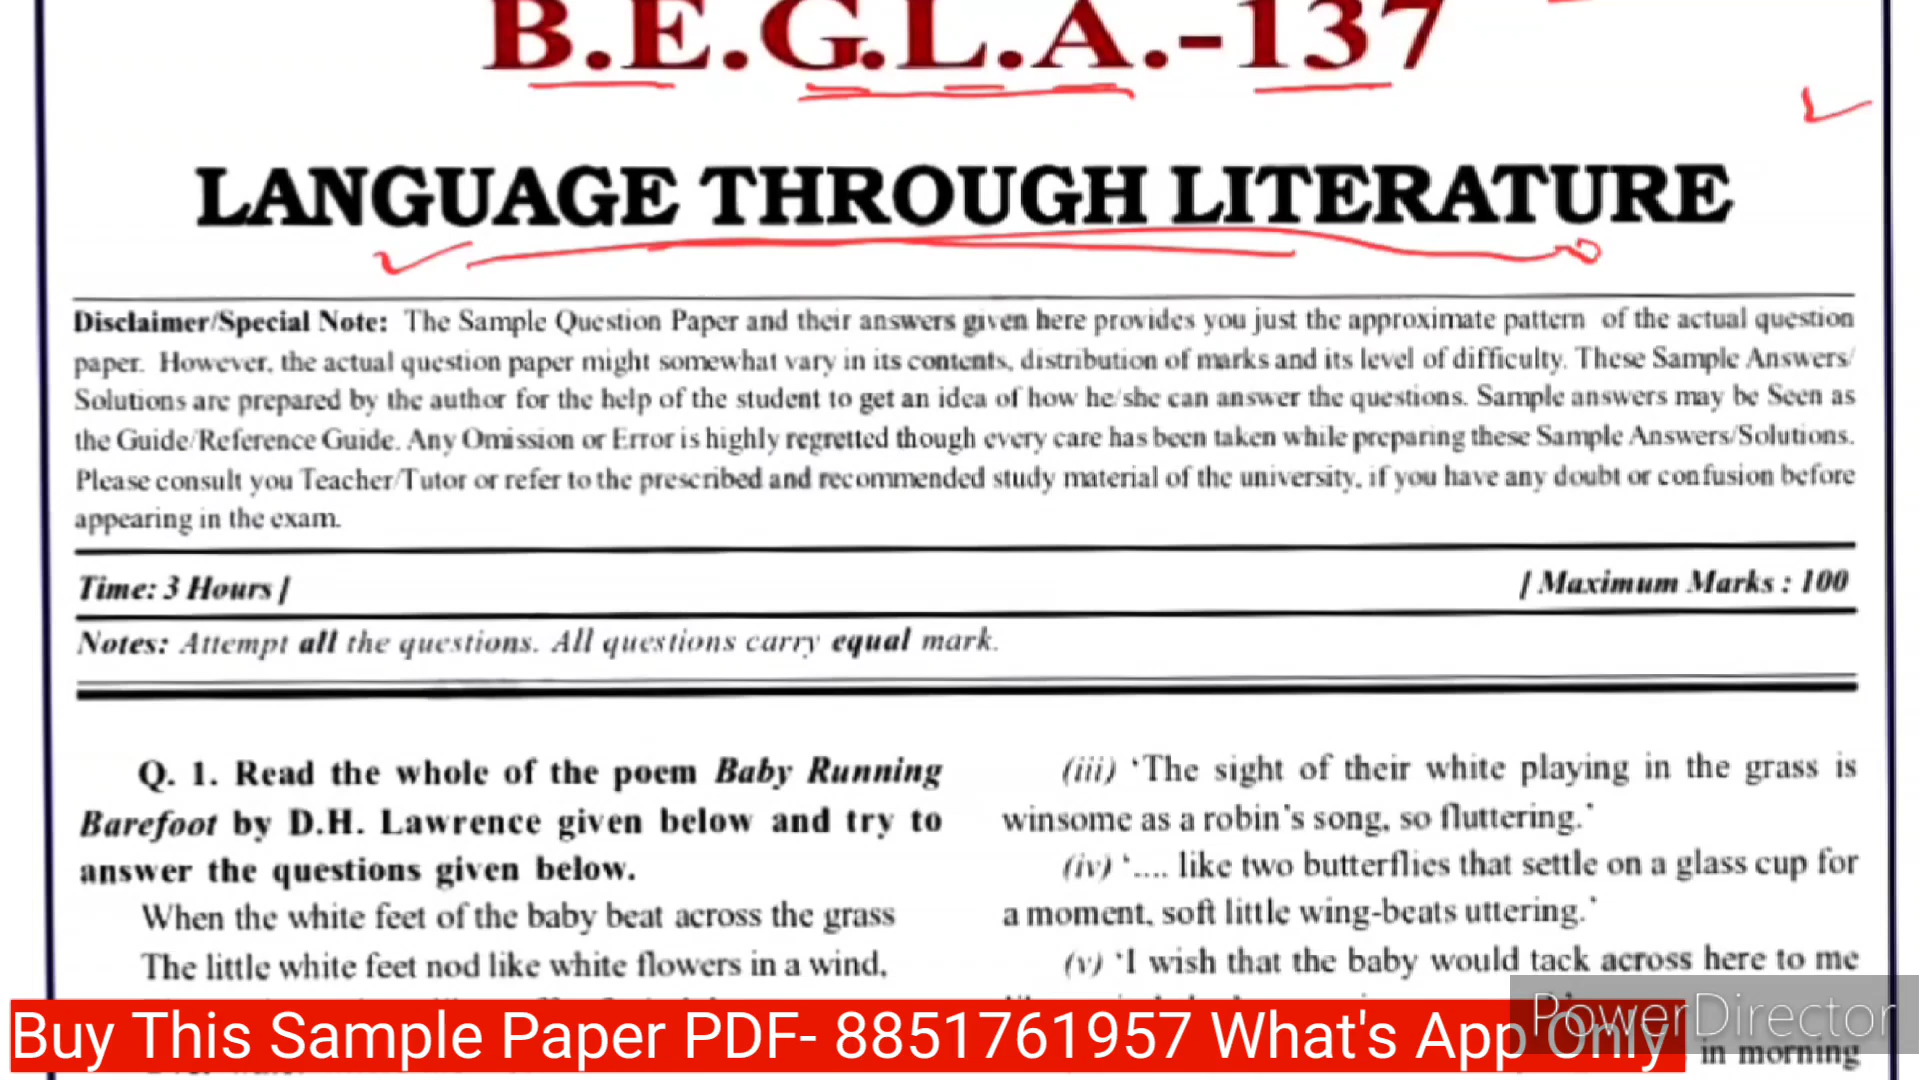 B.E.G.L.A.-137
LANGUAGE THROUGH LITERATURE
Disclaimer/Special Note: The Sample Question Paper and their answers given here provides you just the approximate pattern of the actual question
paper. However, the actual question paper might somewhat vary in its contents, distribution of marks and its level of difficulty. These Sample Answers/
Solutions are prepared by the author for the help of the student to get an idea of how he/she can answer the questions. Sample answers may be Seen as
the Guide/Reference Guide. Any Omission or Error is highly regretted though every care has been taken while preparing these Sample Answers/Solutions.
Please consult you Teacher/Tutor or refer to the prescribed and recommended study material of the university, if you have any doubt or confusion before
appearing in the exam.
Time: 3 Hours ]
[ Maximum Marks : 100
Notes: Attempt all the questions. All questions carry equal mark.
Q. 1. Read the whole of the poem Baby Running
Barefoot by D.H. Lawrence given below and try to
answer the questions given below.
When the white feet of the baby beat across the grass
The little white feet nod like white flowers in a wind,
(iii) ‘The sight of their white playing in the grass is
winsome as a robin’s song, so fluttering.’
(iv) ‘.... like two butterflies that settle on a glass cup for
a moment, soft little wing-beats uttering.’
(v) ‘I wish that the baby would tack across here to me
in morning
Buy This Sample Paper PDF- 8851761957 What's App Only
PowerDirector